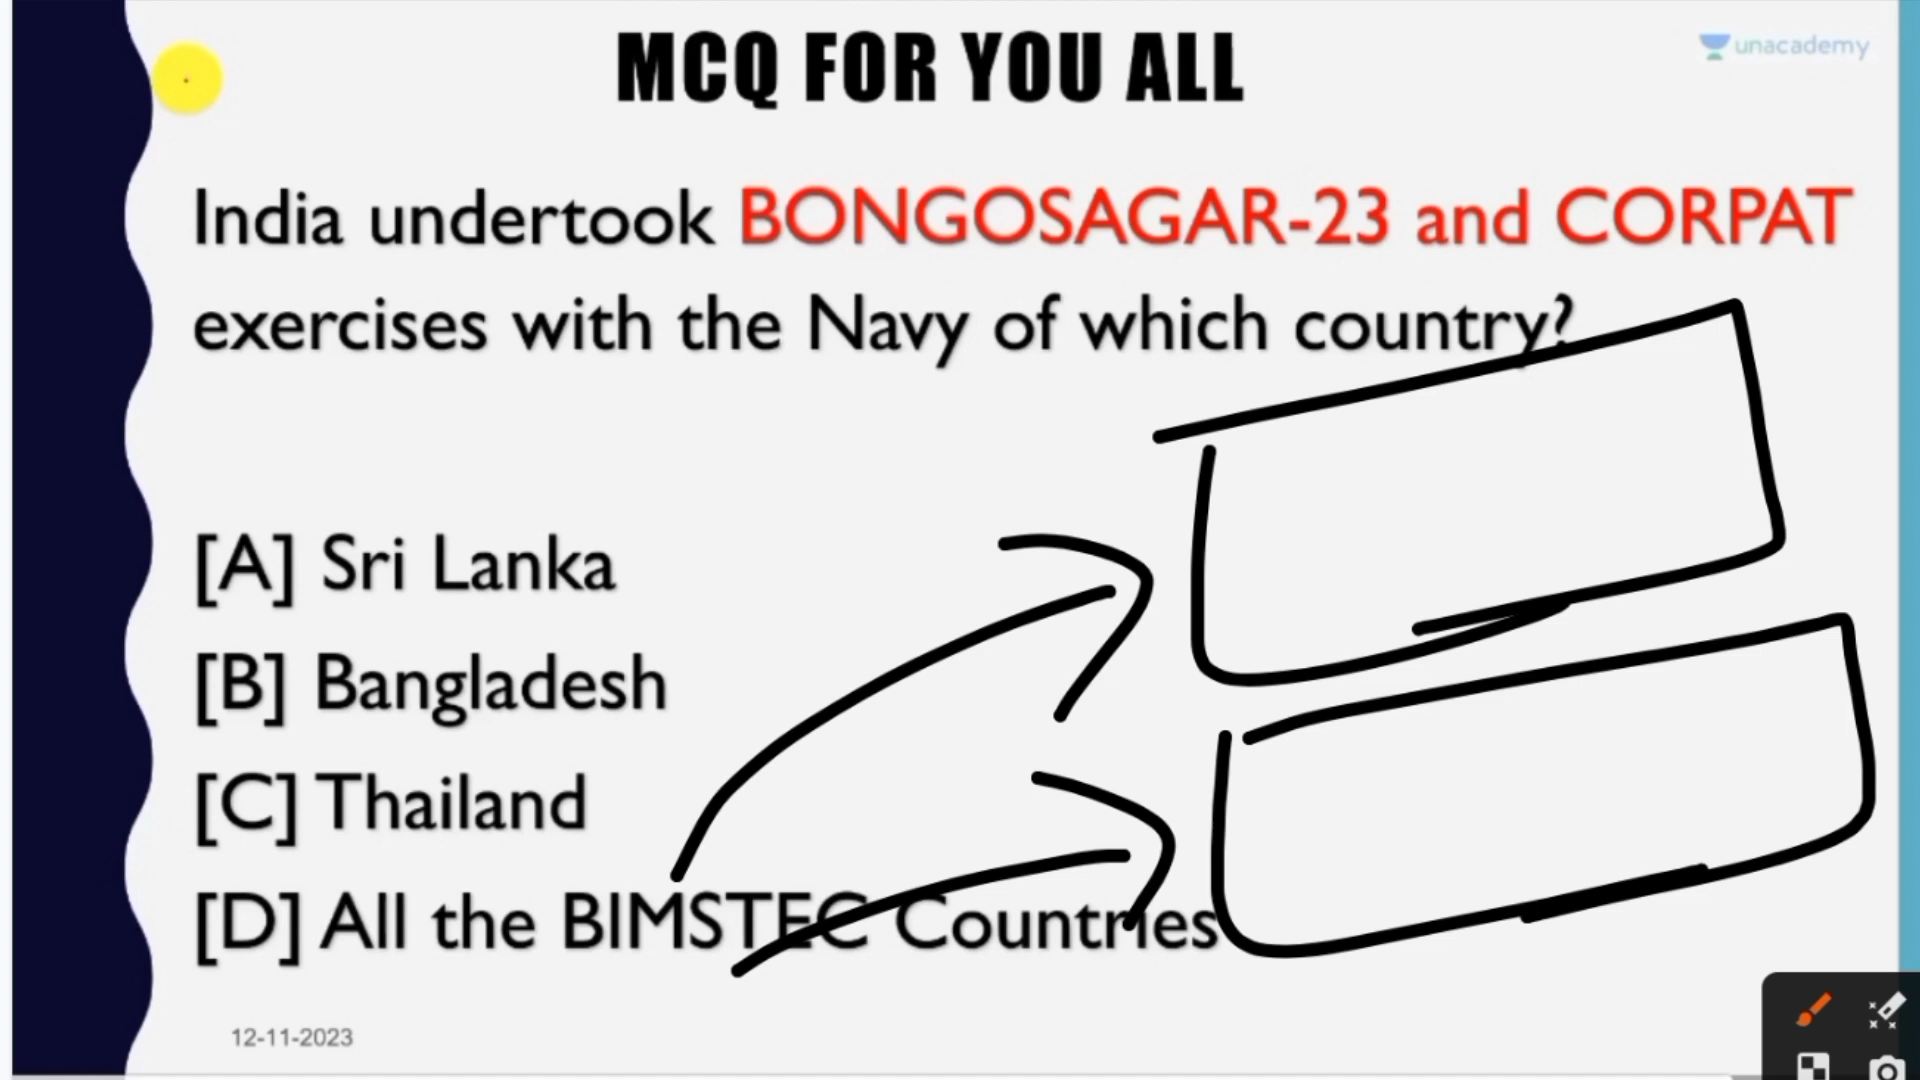 MCQ FOR YOU ALL
unacademy
India undertook BONGOSAGAR-23 and CORPAT
exercises with the Navy of which country?
[A] Sri Lanka
[B] Bangladesh
[C] Thailand
[D] All the BIMSTEC Countries
12-11-2023